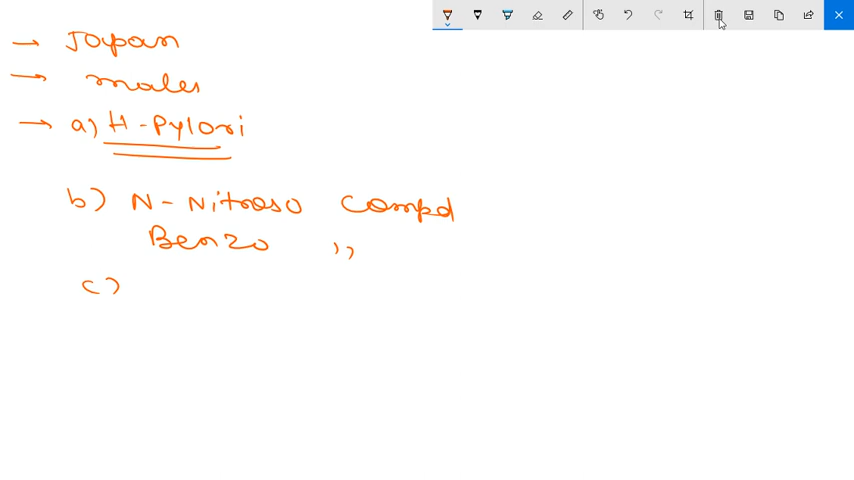 → Japan
→ males
→ a) H-Pylori
b) N-Nitroso Compd
Benzo ,,
c)